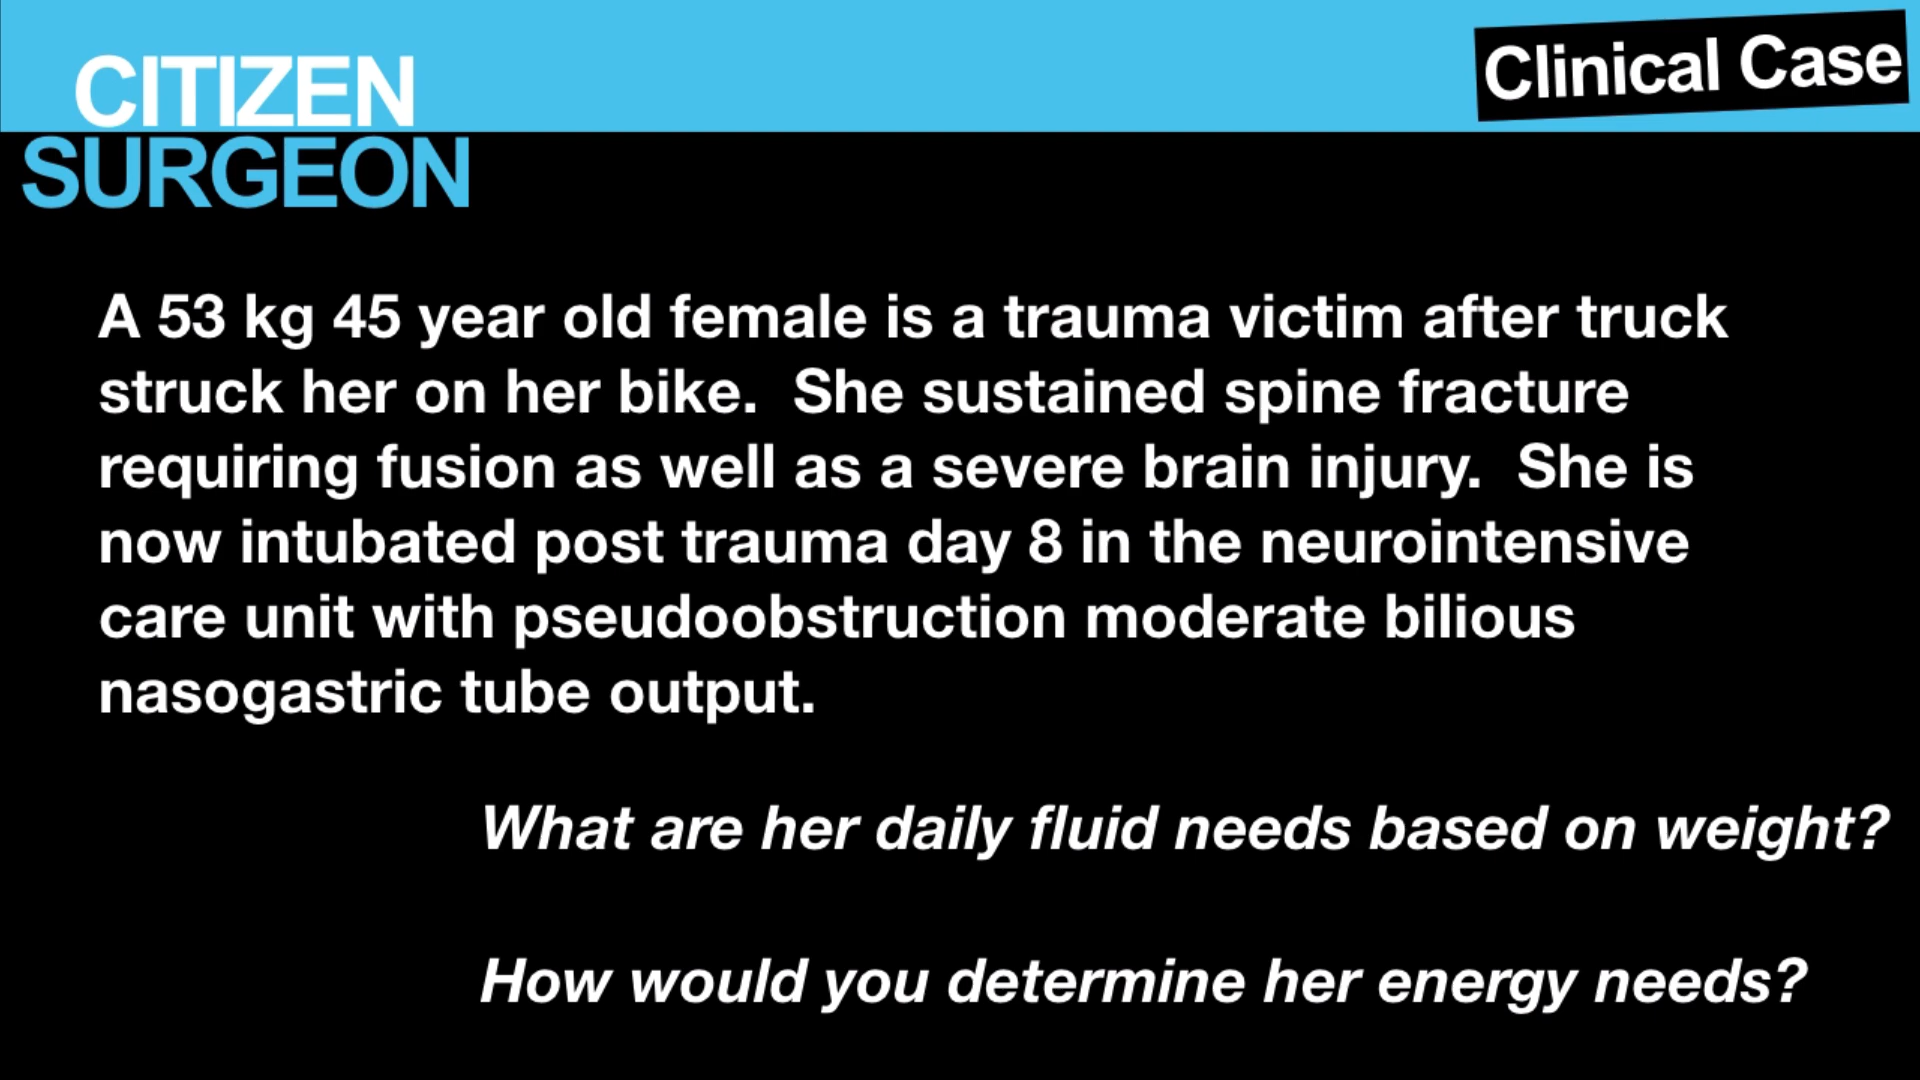 CITIZEN
SURGEON
Clinical Case
A 53 kg 45 year old female is a trauma victim after truck
struck her on her bike.  She sustained spine fracture
requiring fusion as well as a severe brain injury.  She is
now intubated post trauma day 8 in the neurointensive
care unit with pseudoobstruction moderate bilious
nasogastric tube output.
What are her daily fluid needs based on weight?
How would you determine her energy needs?